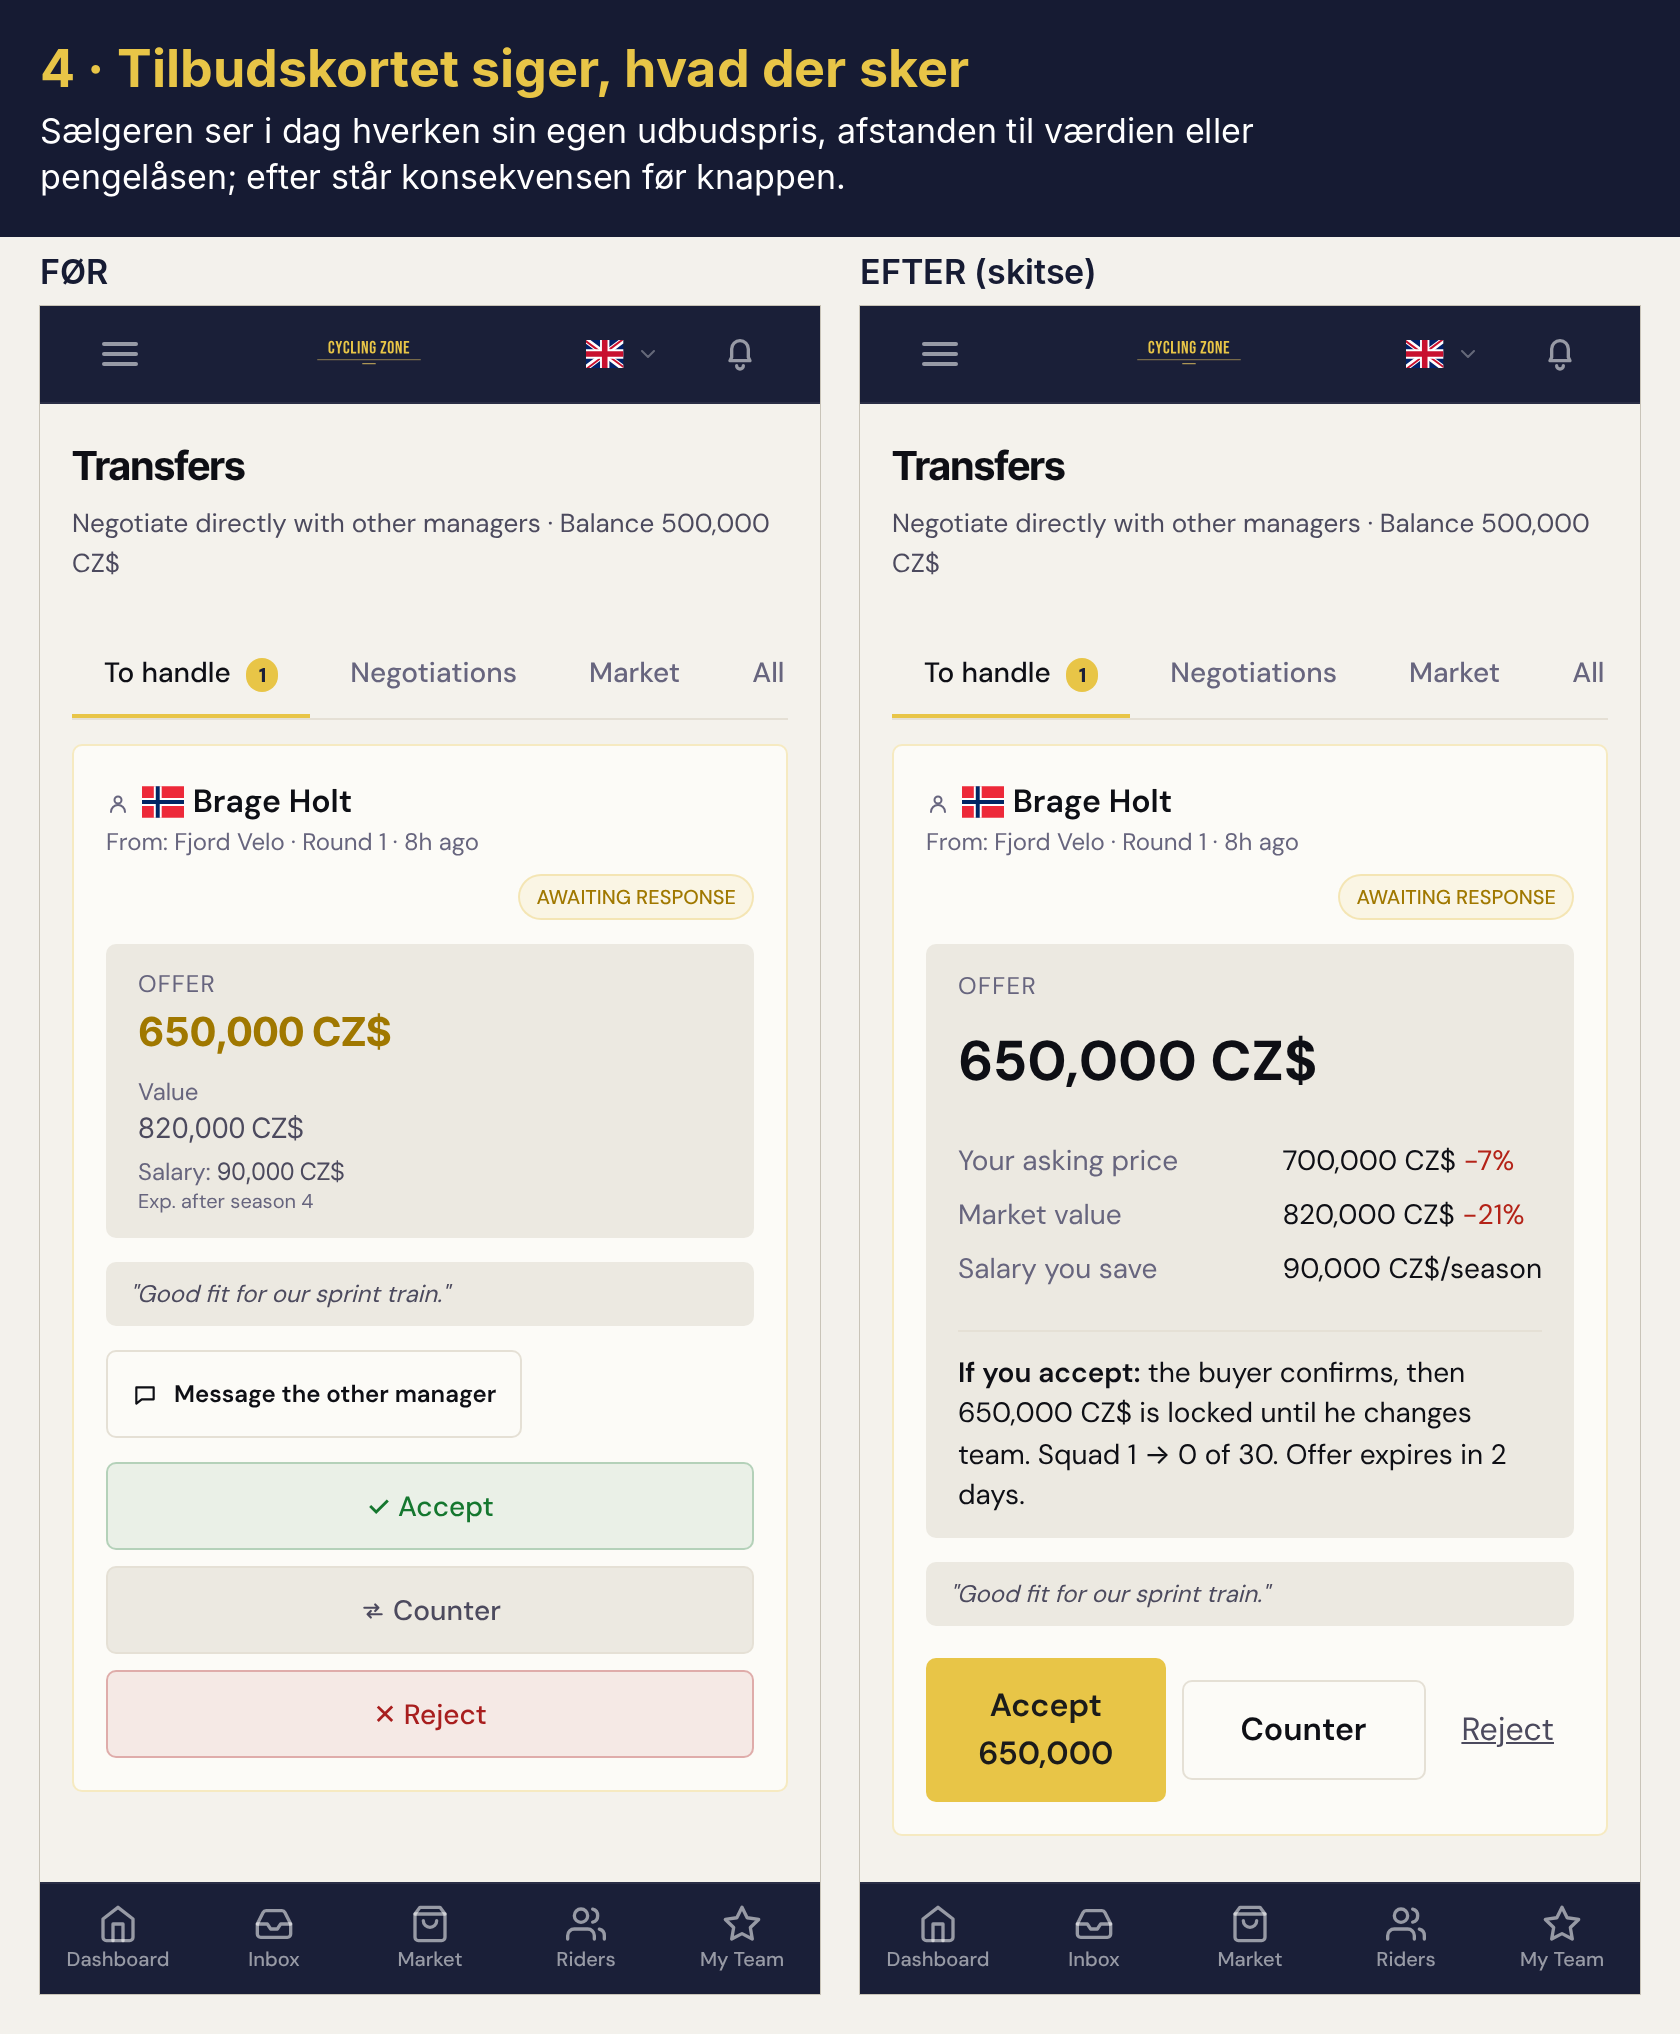 4 · Tilbudskortet siger, hvad der sker
Sælgeren ser i dag hverken sin egen udbudspris, afstanden til værdien eller
pengelåsen; efter står konsekvensen før knappen.
FØR
CYCLING ZONE
Transfers
Negotiate directly with other managers · Balance 500,000
CZ$
To handle 1 Negotiations Market All
Brage Holt
From: Fjord Velo · Round 1 · 8h ago
AWAITING RESPONSE
OFFER
650,000 CZ$
Value
820,000 CZ$
Salary: 90,000 CZ$
Exp. after season 4
"Good fit for our sprint train."
Message the other manager
✓ Accept
⇄ Counter
✕ Reject
Dashboard Inbox Market Riders My Team
EFTER (skitse)
CYCLING ZONE
Transfers
Negotiate directly with other managers · Balance 500,000
CZ$
To handle 1 Negotiations Market All
Brage Holt
From: Fjord Velo · Round 1 · 8h ago
AWAITING RESPONSE
OFFER
650,000 CZ$
Your asking price 700,000 CZ$ -7%
Market value 820,000 CZ$ -21%
Salary you save 90,000 CZ$/season
If you accept: the buyer confirms, then
650,000 CZ$ is locked until he changes
team. Squad 1 → 0 of 30. Offer expires in 2
days.
"Good fit for our sprint train."
Accept
650,000
Counter
Reject
Dashboard Inbox Market Riders My Team